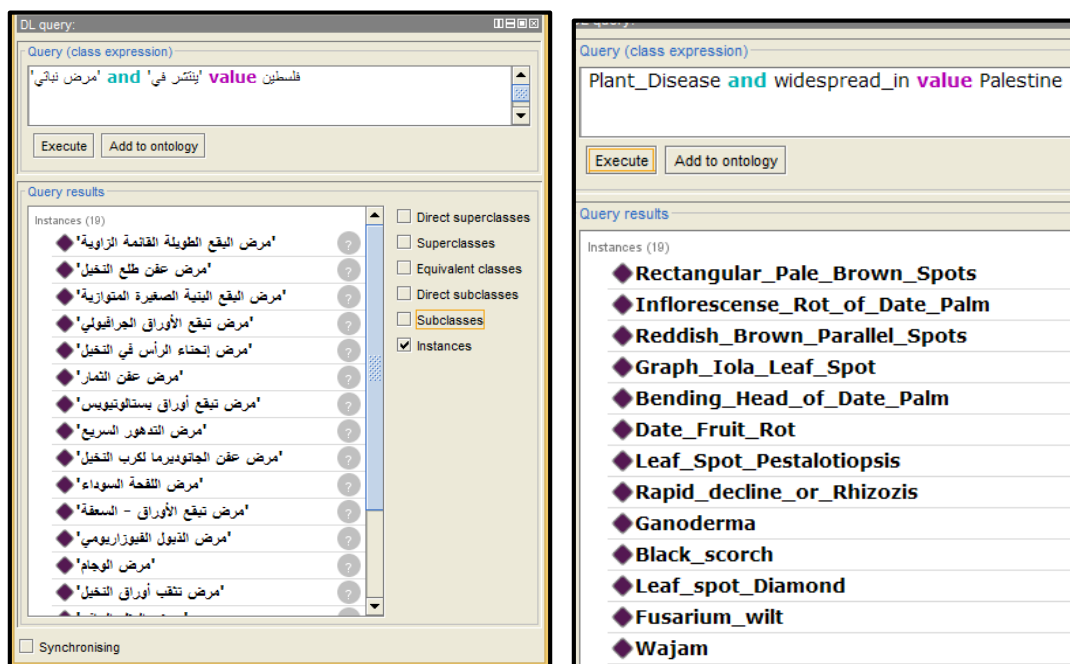 DL query:
Query (class expression)
'مرض نباتي' and 'ينتشر في' value فلسطين
Execute
Add to ontology
Query results
Instances (19)
'مرض البقع الطويلة القائمة الزاوية'
'مرض عفن طلع النخيل'
'مرض البقع البنية الصغيرة المتوازية'
'مرض تبقع الأوراق الجرافيولي'
'مرض إنحناء الرأس في النخيل'
'مرض عفن الثمار'
'مرض تبقع أوراق بستالوتيوبس'
'مرض التدهور السريع'
'مرض عفن الجانوديرما لكرب النخيل'
'مرض اللفحة السوداء'
'مرض تبقع الأوراق - السعفة'
'مرض الذبول الفيوزاريومي'
'مرض الوجام'
'مرض تثقب أوراق النخيل'
Direct superclasses
Superclasses
Equivalent classes
Direct subclasses
Subclasses
Instances
Synchronising
Query (class expression)
Plant_Disease and widespread_in value Palestine
Execute
Add to ontology
Query results
Instances (19)
Rectangular_Pale_Brown_Spots
Inflorescense_Rot_of_Date_Palm
Reddish_Brown_Parallel_Spots
Graph_Iola_Leaf_Spot
Bending_Head_of_Date_Palm
Date_Fruit_Rot
Leaf_Spot_Pestalotiopsis
Rapid_decline_or_Rhizozis
Ganoderma
Black_scorch
Leaf_spot_Diamond
Fusarium_wilt
Wajam